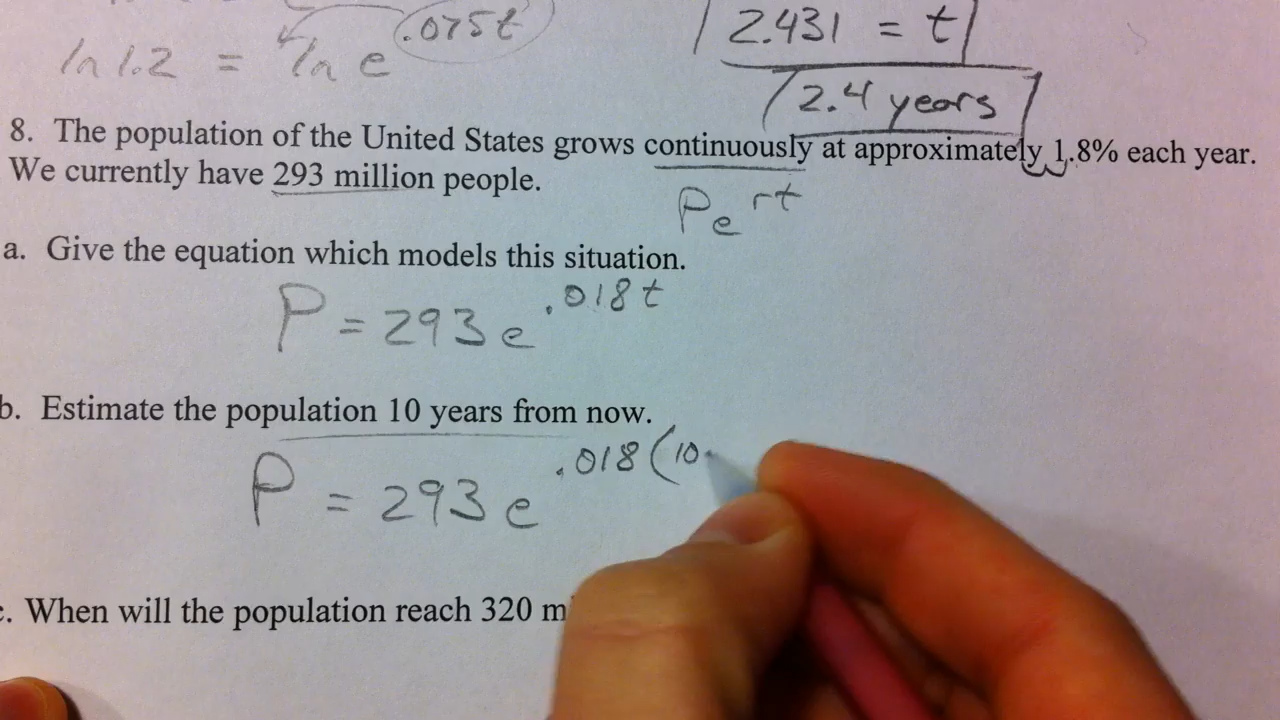 ln 1.2 = ln e^.075t
2.431 = t
2.4 years
8. The population of the United States grows continuously at approximately 1.8% each year.
We currently have 293 million people.
Pe^rt
a. Give the equation which models this situation.
P = 293e^.018t
b. Estimate the population 10 years from now.
P = 293e^.018(10
c. When will the population reach 320 m